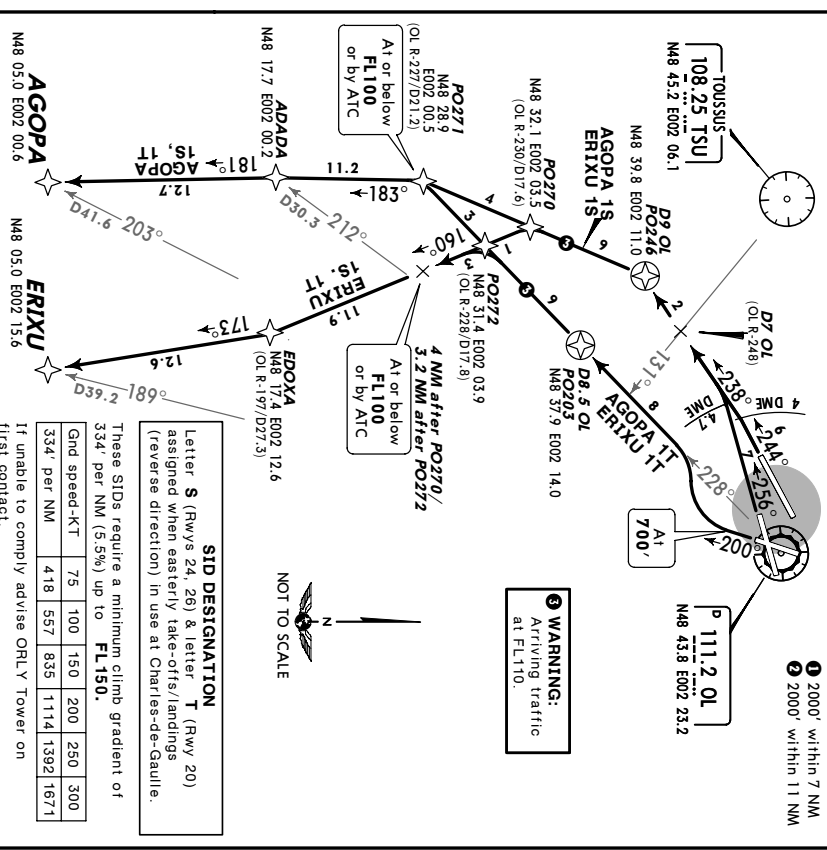 ❶ 2000' within 7 NM
❷ 2000' within 11 NM
TOUSSUS
108.25 TSU
N48 45.2 E002 06.1
D
111.2 OL
N48 43.8 E002 23.2
244°
6
4 DME
238°
4.7 DME
7
256°
200°
At
700'
228°
131°
D7 OL
(OL R-248)
2
D9 OL
PO246
N48 39.8 E002 11.0
AGOPA 1S
ERIXU 1S
6
❸
8
AGOPA 1T
ERIXU 1T
D8.5 OL
PO203
N48 37.9 E002 14.0
❸ WARNING:
Arriving traffic
at FL110.
PO270
N48 32.1 E002 03.5
(OL R-230/D17.6)
9
❸
4
1
3
PO272
N48 31.4 E002 03.9
(OL R-228/D17.8)
PO271
N48 28.9
E002 00.5
(OL R-227/D21.2)
At or below
FL100
or by ATC
160°
3
4 NM after PO270/
3.2 NM after PO272
At or below
FL100
or by ATC
183°
11.2
212°
D30.3
ADADA
N48 17.7 E002 00.2
11.9
ERIXU
1S, 1T
EDOXA
N48 17.4 E002 12.6
(OL R-197/D27.3)
181°
AGOPA
1S, 1T
12.7
203°
D41.6
173°
12.6
189°
D39.2
AGOPA
N48 05.0 E002 00.6
ERIXU
N48 05.0 E002 15.6
N
NOT TO SCALE
SID DESIGNATION
Letter S (Rwys 24, 26) & letter T (Rwy 20)
assigned when easterly take-offs/landings
(reverse direction) in use at Charles-de-Gaulle.
These SIDs require a minimum climb gradient of
334' per NM (5.5%) up to FL150.
Gnd speed-KT 75 100 150 200 250 300
334' per NM 418 557 835 1114 1392 1671
If unable to comply advise ORLY Tower on
first contact.